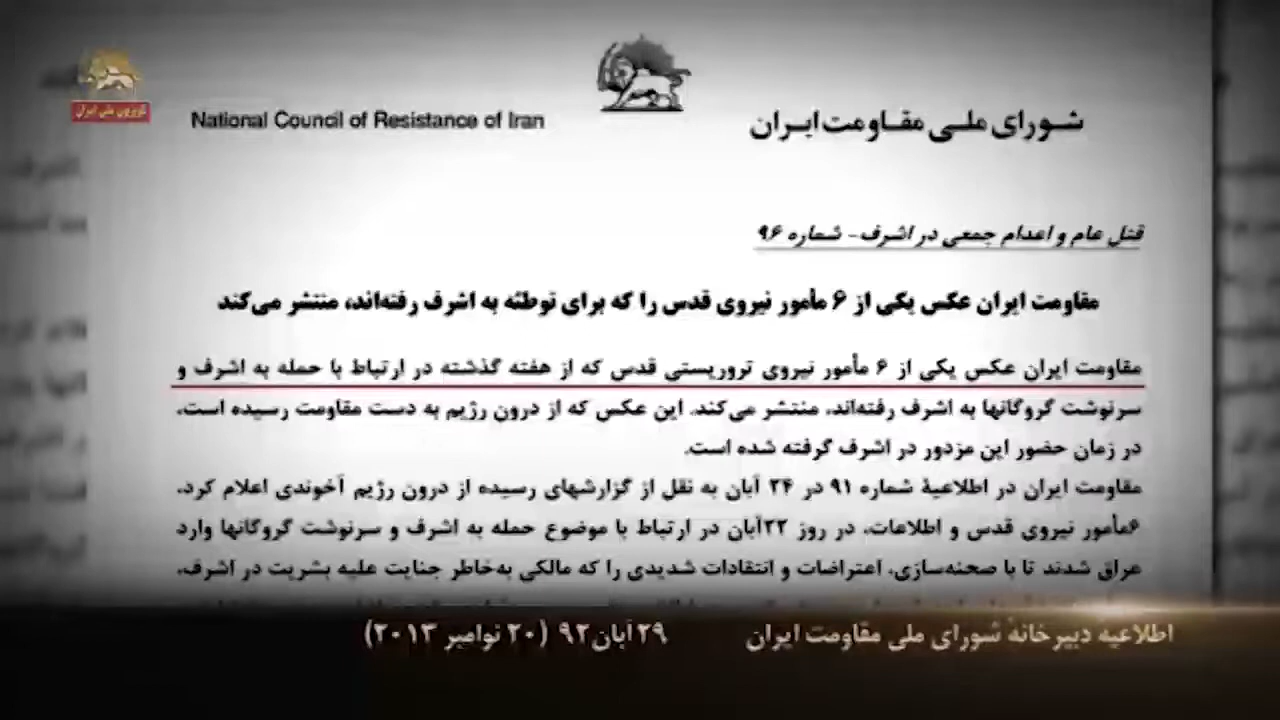 تلویزیون ملی ایران
National Council of Resistance of Iran
شـورای ملـی مقـاومت ایـران
قتل عام و اعدام جمعی در اشرف- شماره ۹۶
مقاومت ایران عکس یکی از ۶ مأمور نیروی قدس را که برای توطئه به اشرف رفته‌اند، منتشر می‌کند
مقاومت ایران عکس یکی از ۶ مأمور نیروی تروریستی قدس که از هفته گذشته در ارتباط با حمله به اشرف و
سرنوشت گروگانها به اشرف رفته‌اند، منتشر می‌کند. این عکس که از درون رژیم به دست مقاومت رسیده است،
در زمان حضور این مزدور در اشرف گرفته شده است.
مقاومت ایران در اطلاعیهٔ شماره ۹۱ در ۲۴ آبان به نقل از گزارشهای رسیده از درون رژیم آخوندی اعلام کرد،
۶مأمور نیروی قدس و اطلاعات، در روز ۲۲آبان در ارتباط با موضوع حمله به اشرف و سرنوشت گروگانها وارد
عراق شدند تا با صحنه‌سازی، اعتراضات و انتقادات شدیدی را که مالکی به‌خاطر جنایت علیه بشریت در اشرف،
اطلاعیه دبیرخانهٔ شورای ملی مقاومت ایران ۲۹ آبان۹۲ (۲۰ نوامبر ۲۰۱۳)